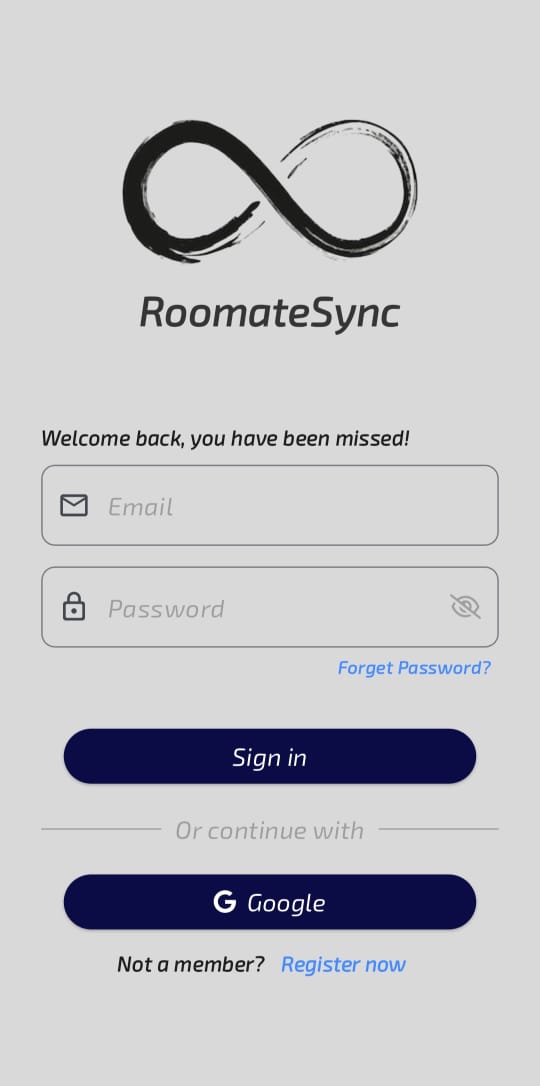 RoomateSync
Welcome back, you have been missed!
Email
Password
Forget Password?
Sign in
Or continue with
G Google
Not a member? Register now